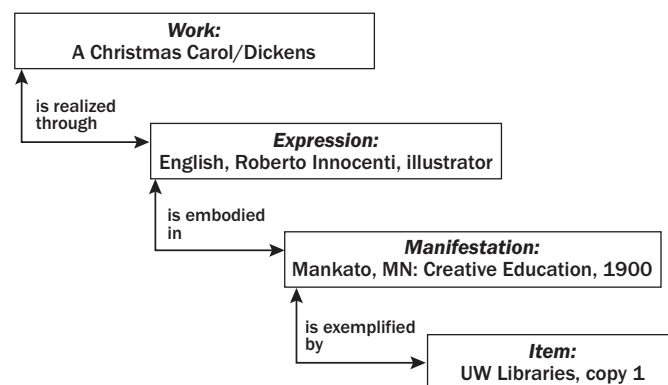 Work:
A Christmas Carol/Dickens
is realized
through
Expression:
English, Roberto Innocenti, illustrator
is embodied
in
Manifestation:
Mankato, MN: Creative Education, 1900
is exemplified
by
Item:
UW Libraries, copy 1